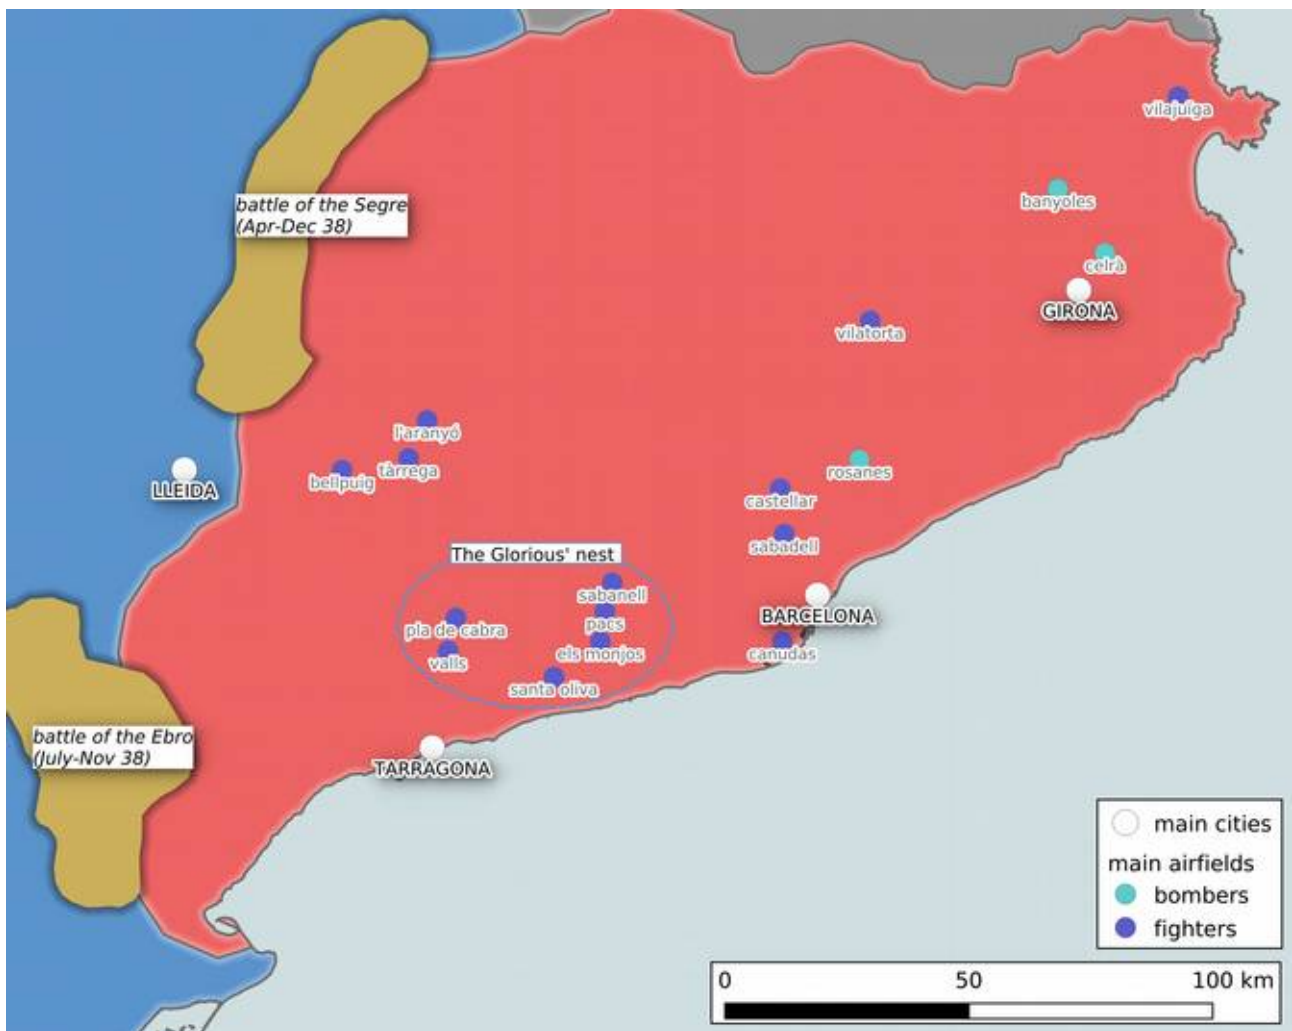 vilajuïga
banyoles
battle of the Segre
(Apr-Dec 38)
celrà
GIRONA
vilatorta
l'aranyó
tàrrega
bellpuig
LLEIDA
rosanes
castellar
sabadell
The Glorious' nest
sabanell
BARCELONA
pacs
pla de cabra
els monjos
canudas
valls
santa oliva
battle of the Ebro
(July-Nov 38)
TARRAGONA
main cities
main airfields
bombers
fighters
0 50 100 km